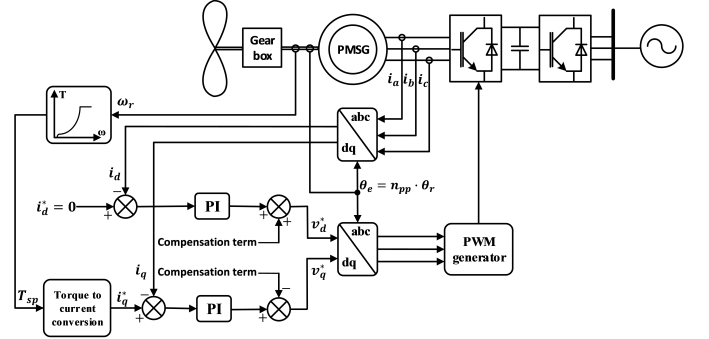 Gear
box
PMSG
i_a i_b i_c
T
ω
ω_r
abc
dq
i_d
θ_e = n_pp · θ_r
i_d^* = 0
−
+
PI
+
+
v_d^*
Compensation term
abc
dq
PWM
generator
Compensation term
i_q
v_q^*
T_sp
Torque to
current
conversion
i_q^*
−
+
PI
−
+